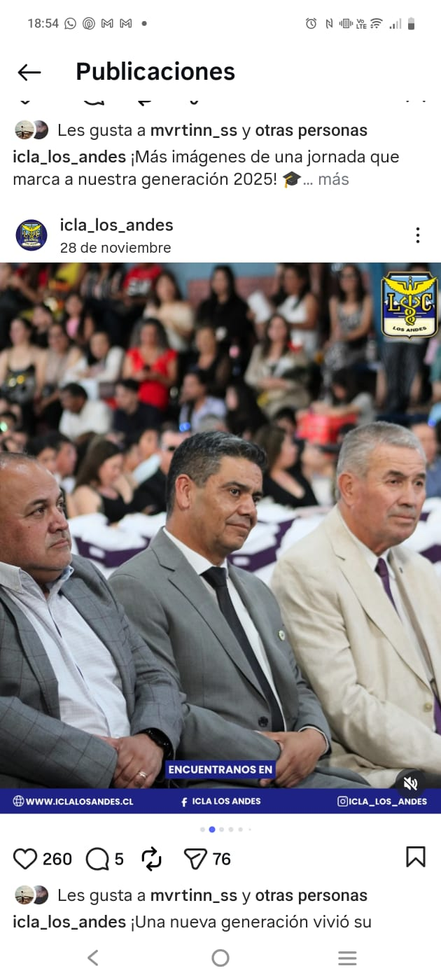 18:54
Publicaciones
Les gusta a mvrtinn_ss y otras personas
icla_los_andes ¡Más imágenes de una jornada que
marca a nuestra generación 2025! 🎓... más
icla_los_andes
28 de noviembre
L C
LOS ANDES
ENCUENTRANOS EN
WWW.ICLALOSANDES.CL
ICLA LOS ANDES
ICLA_LOS_ANDES
260
5
76
Les gusta a mvrtinn_ss y otras personas
icla_los_andes ¡Una nueva generación vivió su